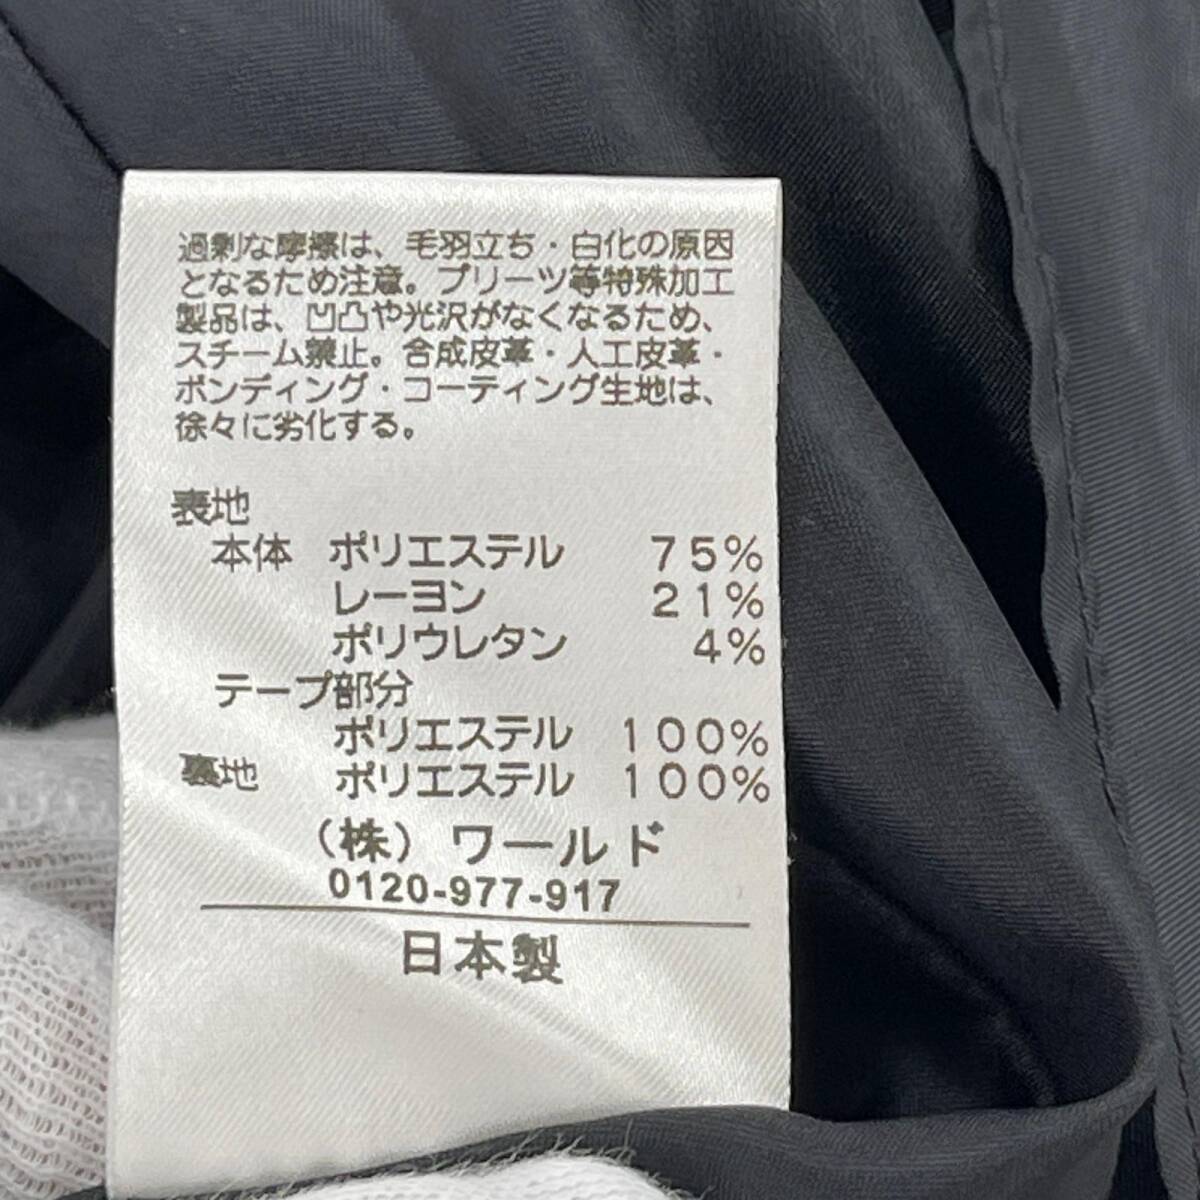 過剰な摩擦は、毛羽立ち・白化の原因
となるため注意。プリーツ等特殊加工
製品は、凹凸や光沢がなくなるため、
スチーム禁止。合成皮革・人工皮革・
ボンディング・コーティング生地は、
徐々に劣化する。
表地
本体 ポリエステル 75%
レーヨン 21%
ポリウレタン 4%
テープ部分
ポリエステル 100%
裏地 ポリエステル 100%
（株）ワールド
0120-977-917
日本製